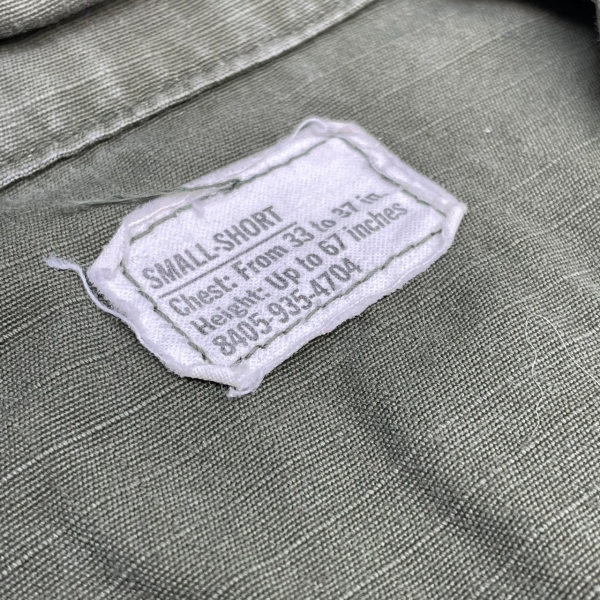 SMALL-SHORT
Chest: From 33 to 37 in.
Height: Up to 67 inches
8405-935-4704